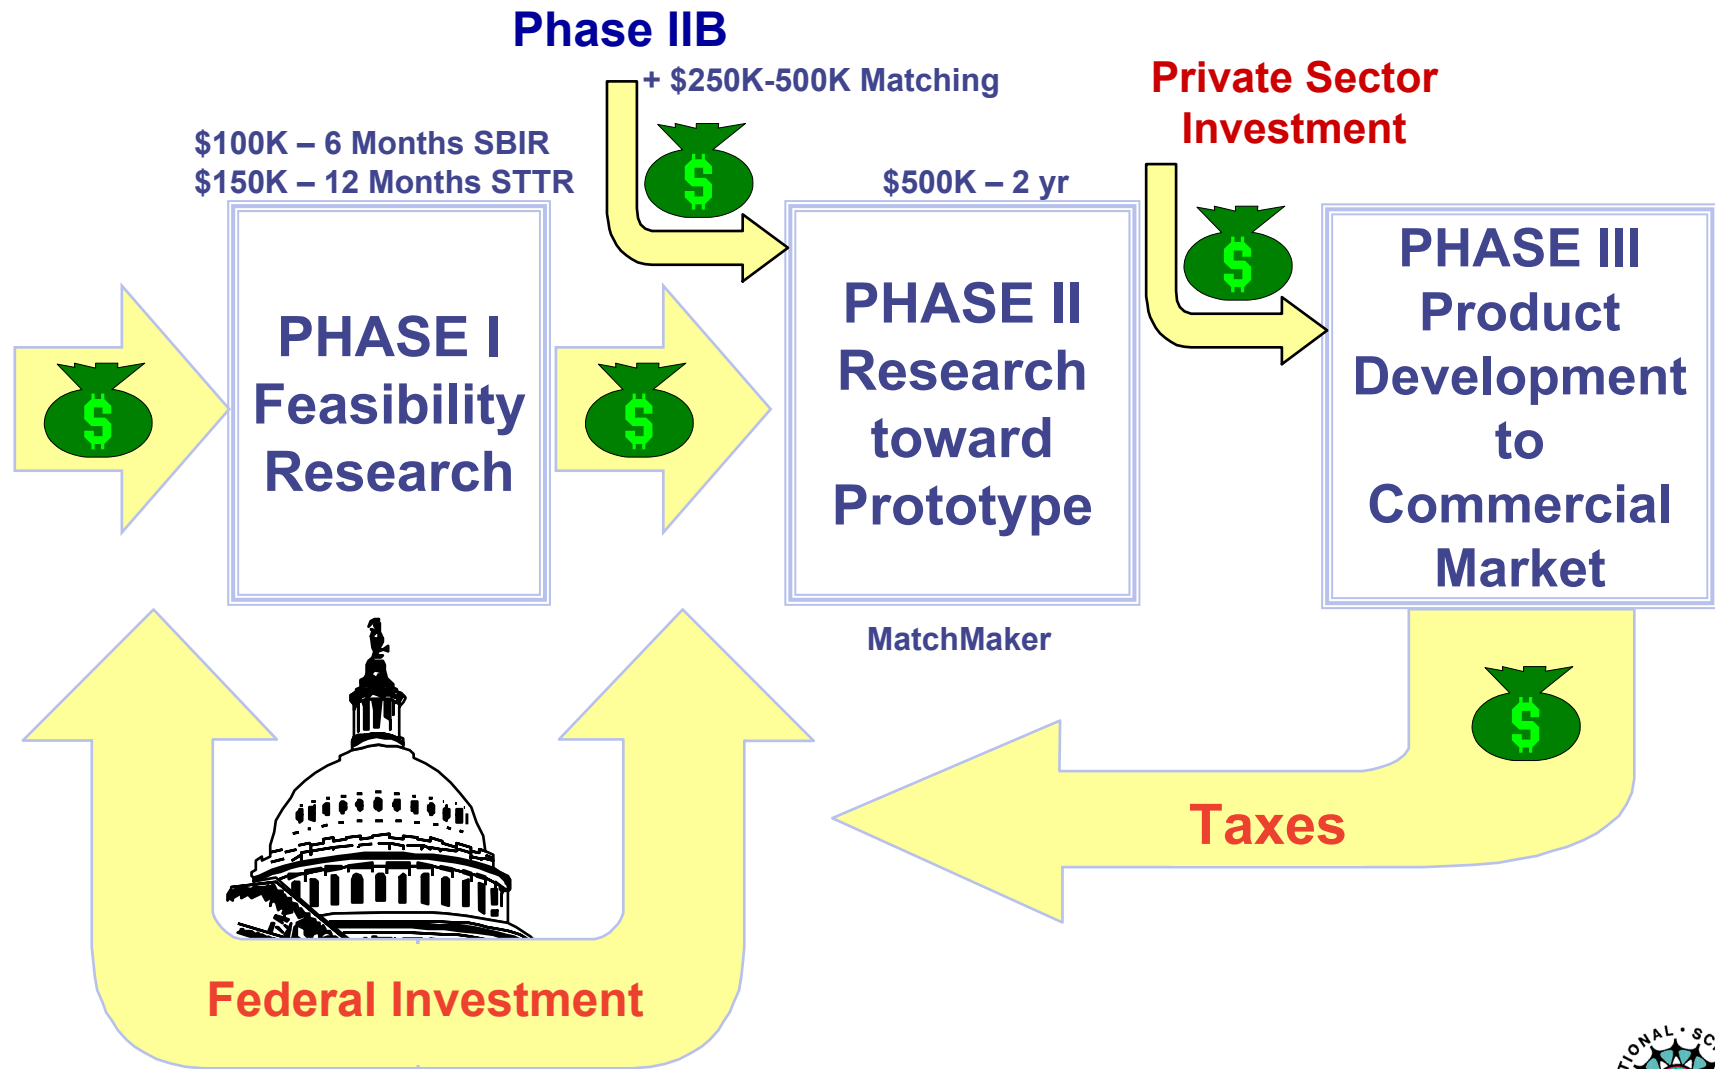 Phase IIB
+ $250K-500K Matching
Private Sector
Investment
$100K – 6 Months SBIR
$150K – 12 Months STTR
$500K – 2 yr
PHASE I
Feasibility
Research
PHASE II
Research
toward
Prototype
PHASE III
Product
Development
to
Commercial
Market
$
$
$
$
$
MatchMaker
Taxes
Federal Investment